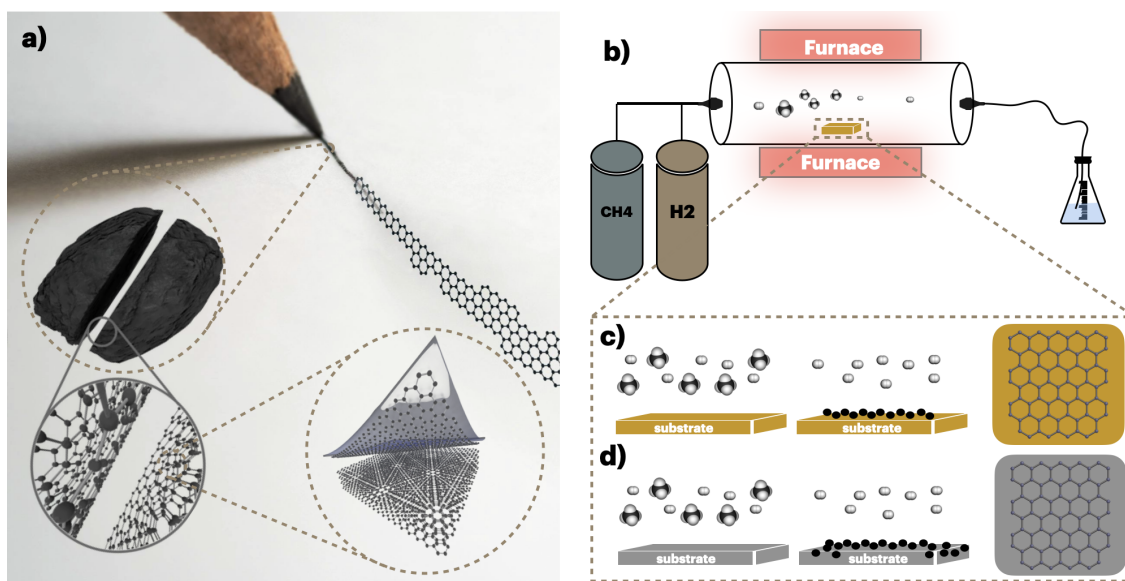 a)
b)
Furnace
Furnace
CH4
H2
c)
substrate
substrate
d)
substrate
substrate